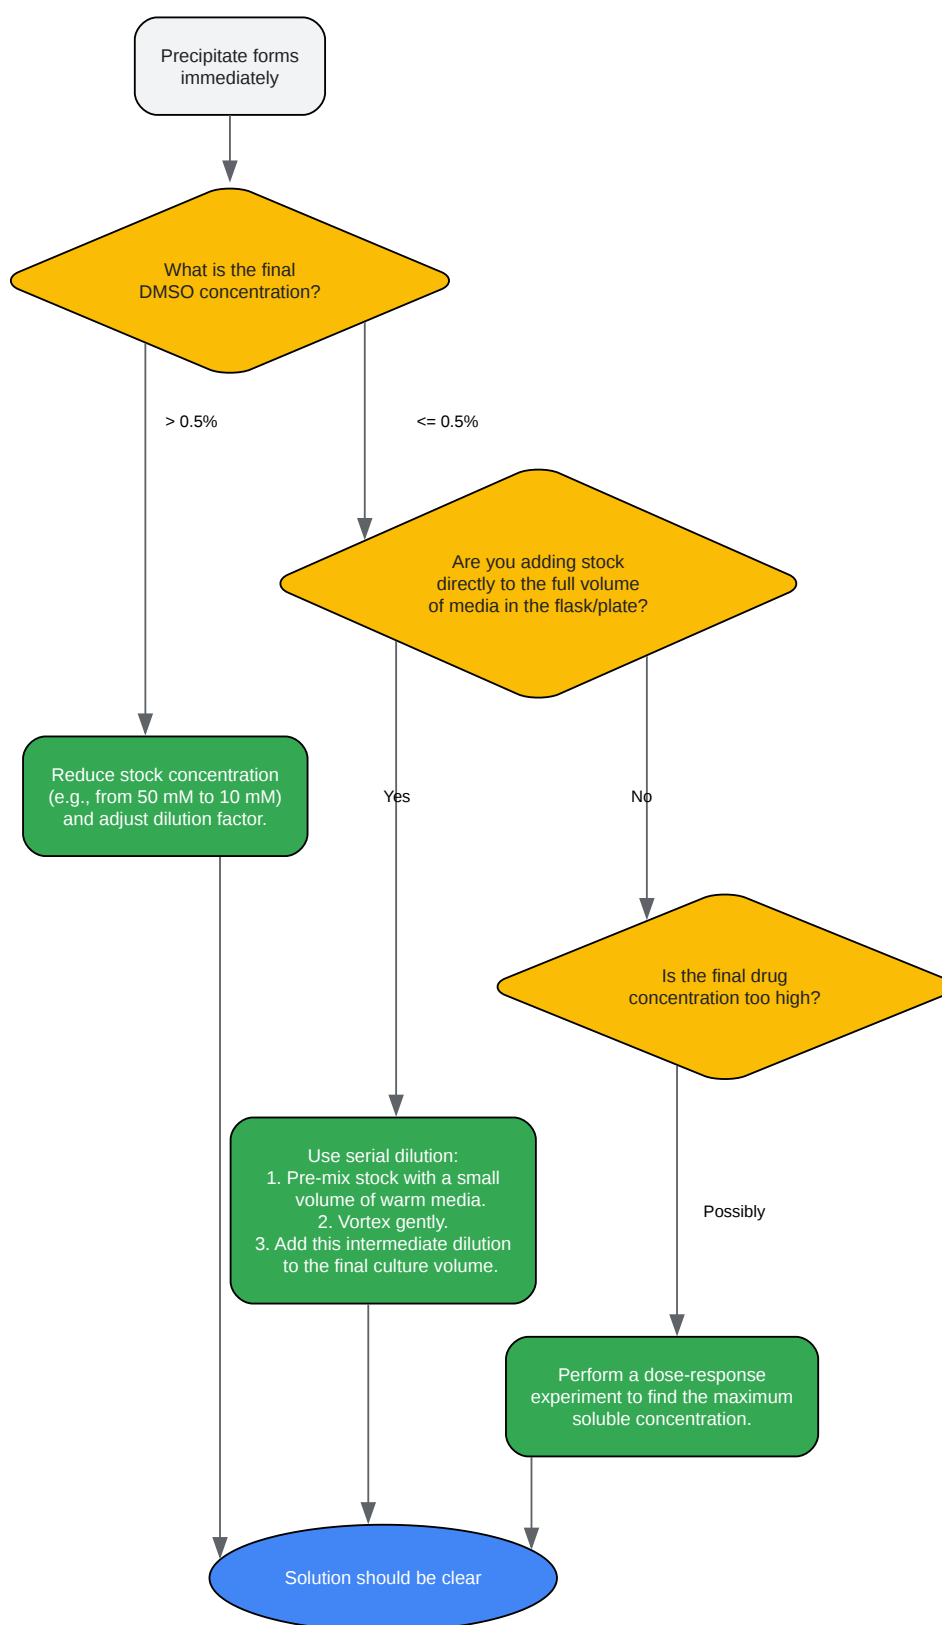 Precipitate forms
immediately
What is the final
DMSO concentration?
> 0.5%
<= 0.5%
Are you adding stock
directly to the full volume
of media in the flask/plate?
Reduce stock concentration
(e.g., from 50 mM to 10 mM)
and adjust dilution factor.
Yes
No
Is the final drug
concentration too high?
Use serial dilution:
1. Pre-mix stock with a small
volume of warm media.
2. Vortex gently.
3. Add this intermediate dilution
to the final culture volume.
Possibly
Perform a dose-response
experiment to find the maximum
soluble concentration.
Solution should be clear